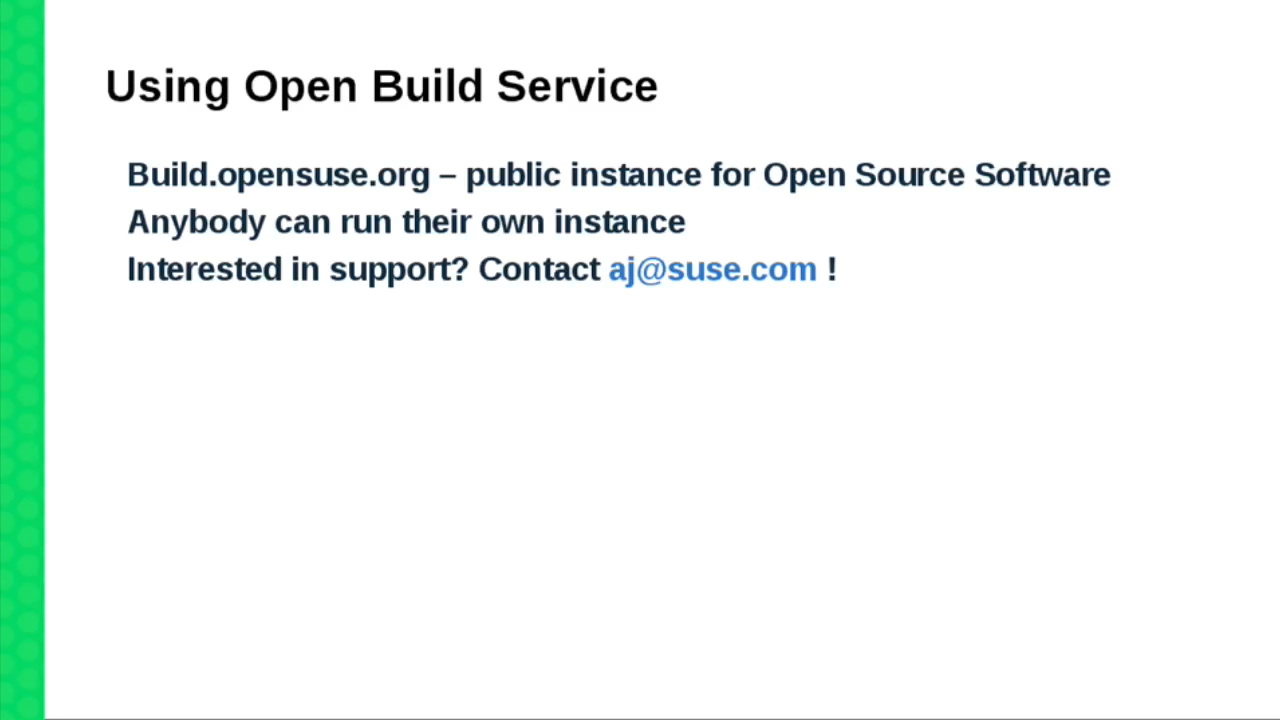 Using Open Build Service
Build.opensuse.org – public instance for Open Source Software
Anybody can run their own instance
Interested in support? Contact aj@suse.com !